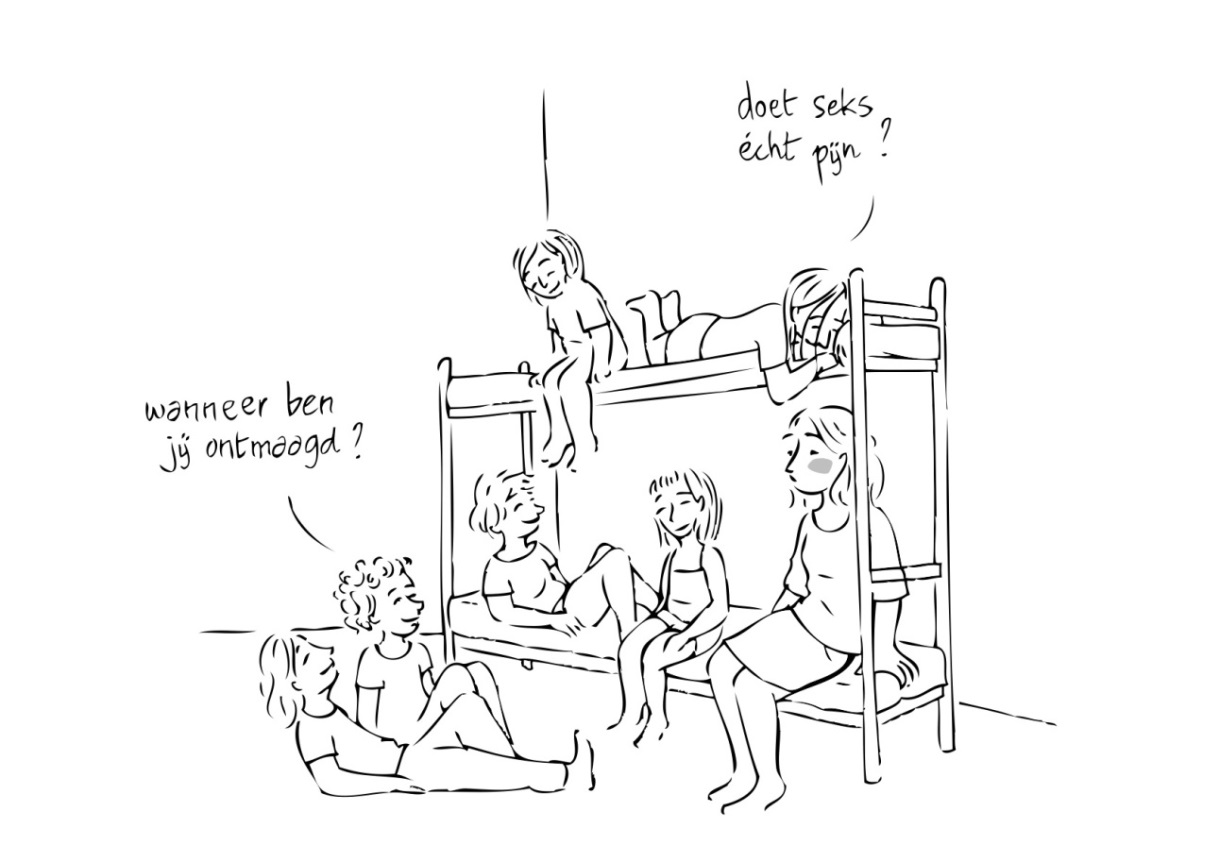 doet seks
écht pijn?
wanneer ben
jij ontmaagd?